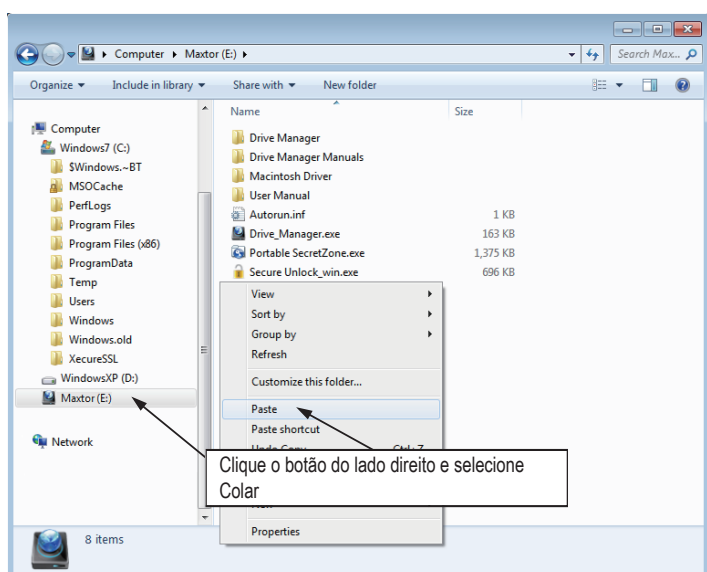 Computer Maxtor (E:)
Search Max...
Organize Include in library Share with New folder
Name Size
Computer
Windows7 (C:)
$Windows.~BT
MSOCache
PerfLogs
Program Files
Program Files (x86)
ProgramData
Temp
Users
Windows
Windows.old
XecureSSL
WindowsXP (D:)
Maxtor (E:)
Network
Drive Manager
Drive Manager Manuals
Macintosh Driver
User Manual
Autorun.inf 1 KB
Drive_Manager.exe 163 KB
Portable SecretZone.exe 1,375 KB
Secure Unlock_win.exe 696 KB
View
Sort by
Group by
Refresh
Customize this folder...
Paste
Paste shortcut
Undo Copy Ctrl+Z
Clique o botão do lado direito e selecione
Colar
New
Properties
8 items